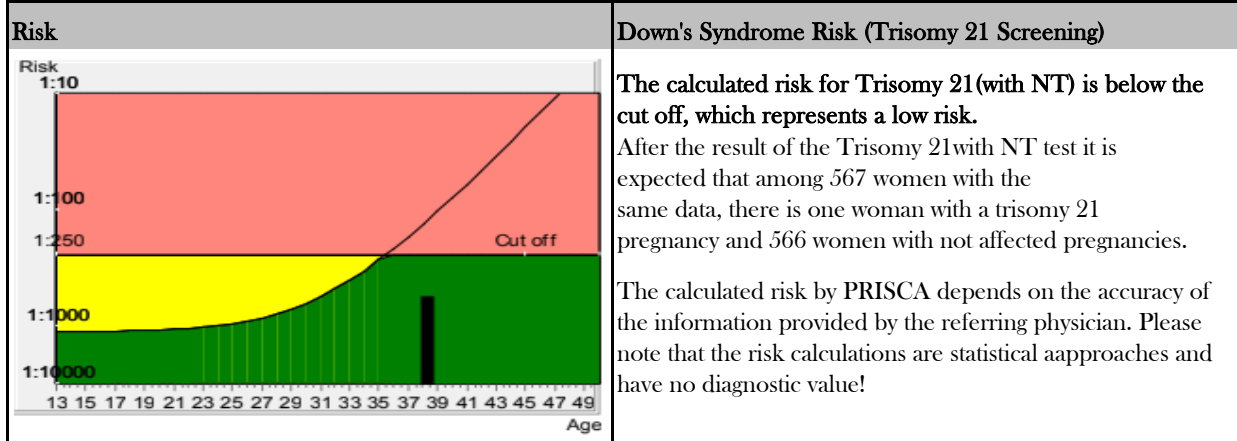 Risk
Risk
1:10
1:100
1:250
Cut off
1:1000
1:10000
13 15 17 19 21 23 25 27 29 31 33 35 37 39 41 43 45 47 49
Age
Down's Syndrome Risk (Trisomy 21 Screening)
The calculated risk for Trisomy 21(with NT) is below the
cut off, which represents a low risk.
After the result of the Trisomy 21with NT test it is
expected that among 567 women with the
same data, there is one woman with a trisomy 21
pregnancy and 566 women with not affected pregnancies.
The calculated risk by PRISCA depends on the accuracy of
the information provided by the referring physician. Please
note that the risk calculations are statistical aapproaches and
have no diagnostic value!